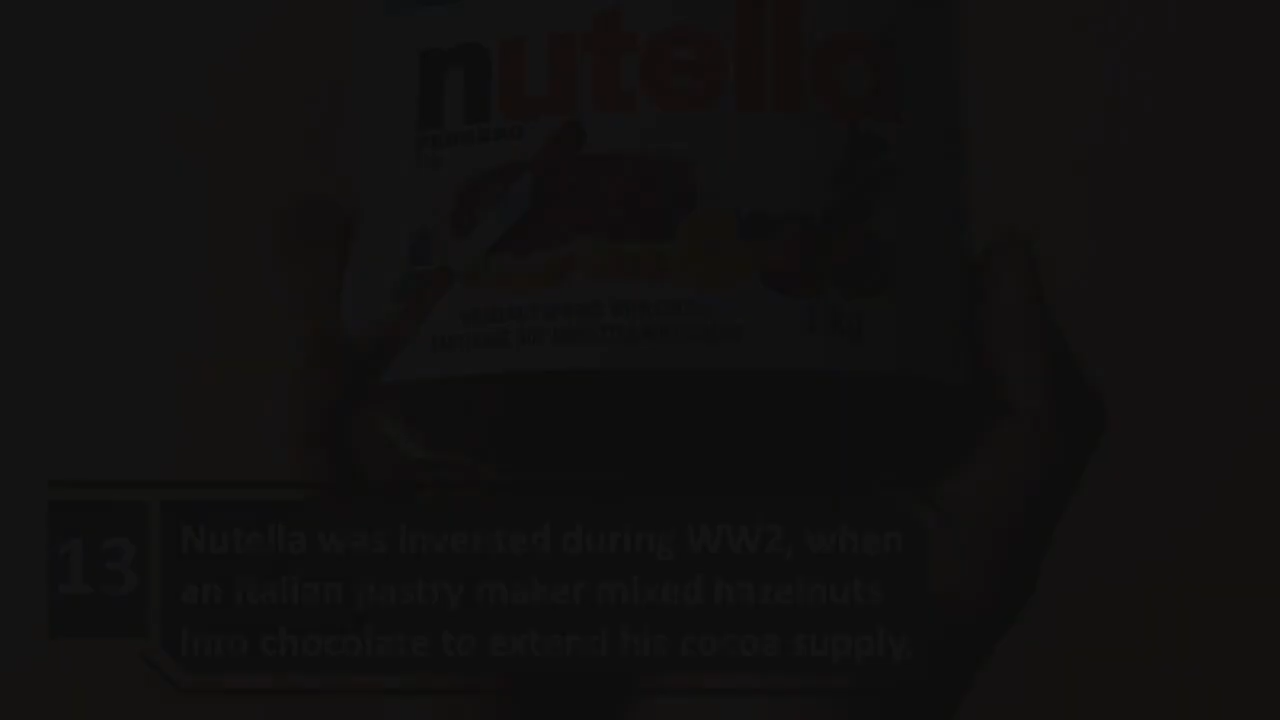 nutella
13
Nutella was invented during WW2, when
an Italian pastry maker mixed hazelnuts
into chocolate to extend his cocoa supply.